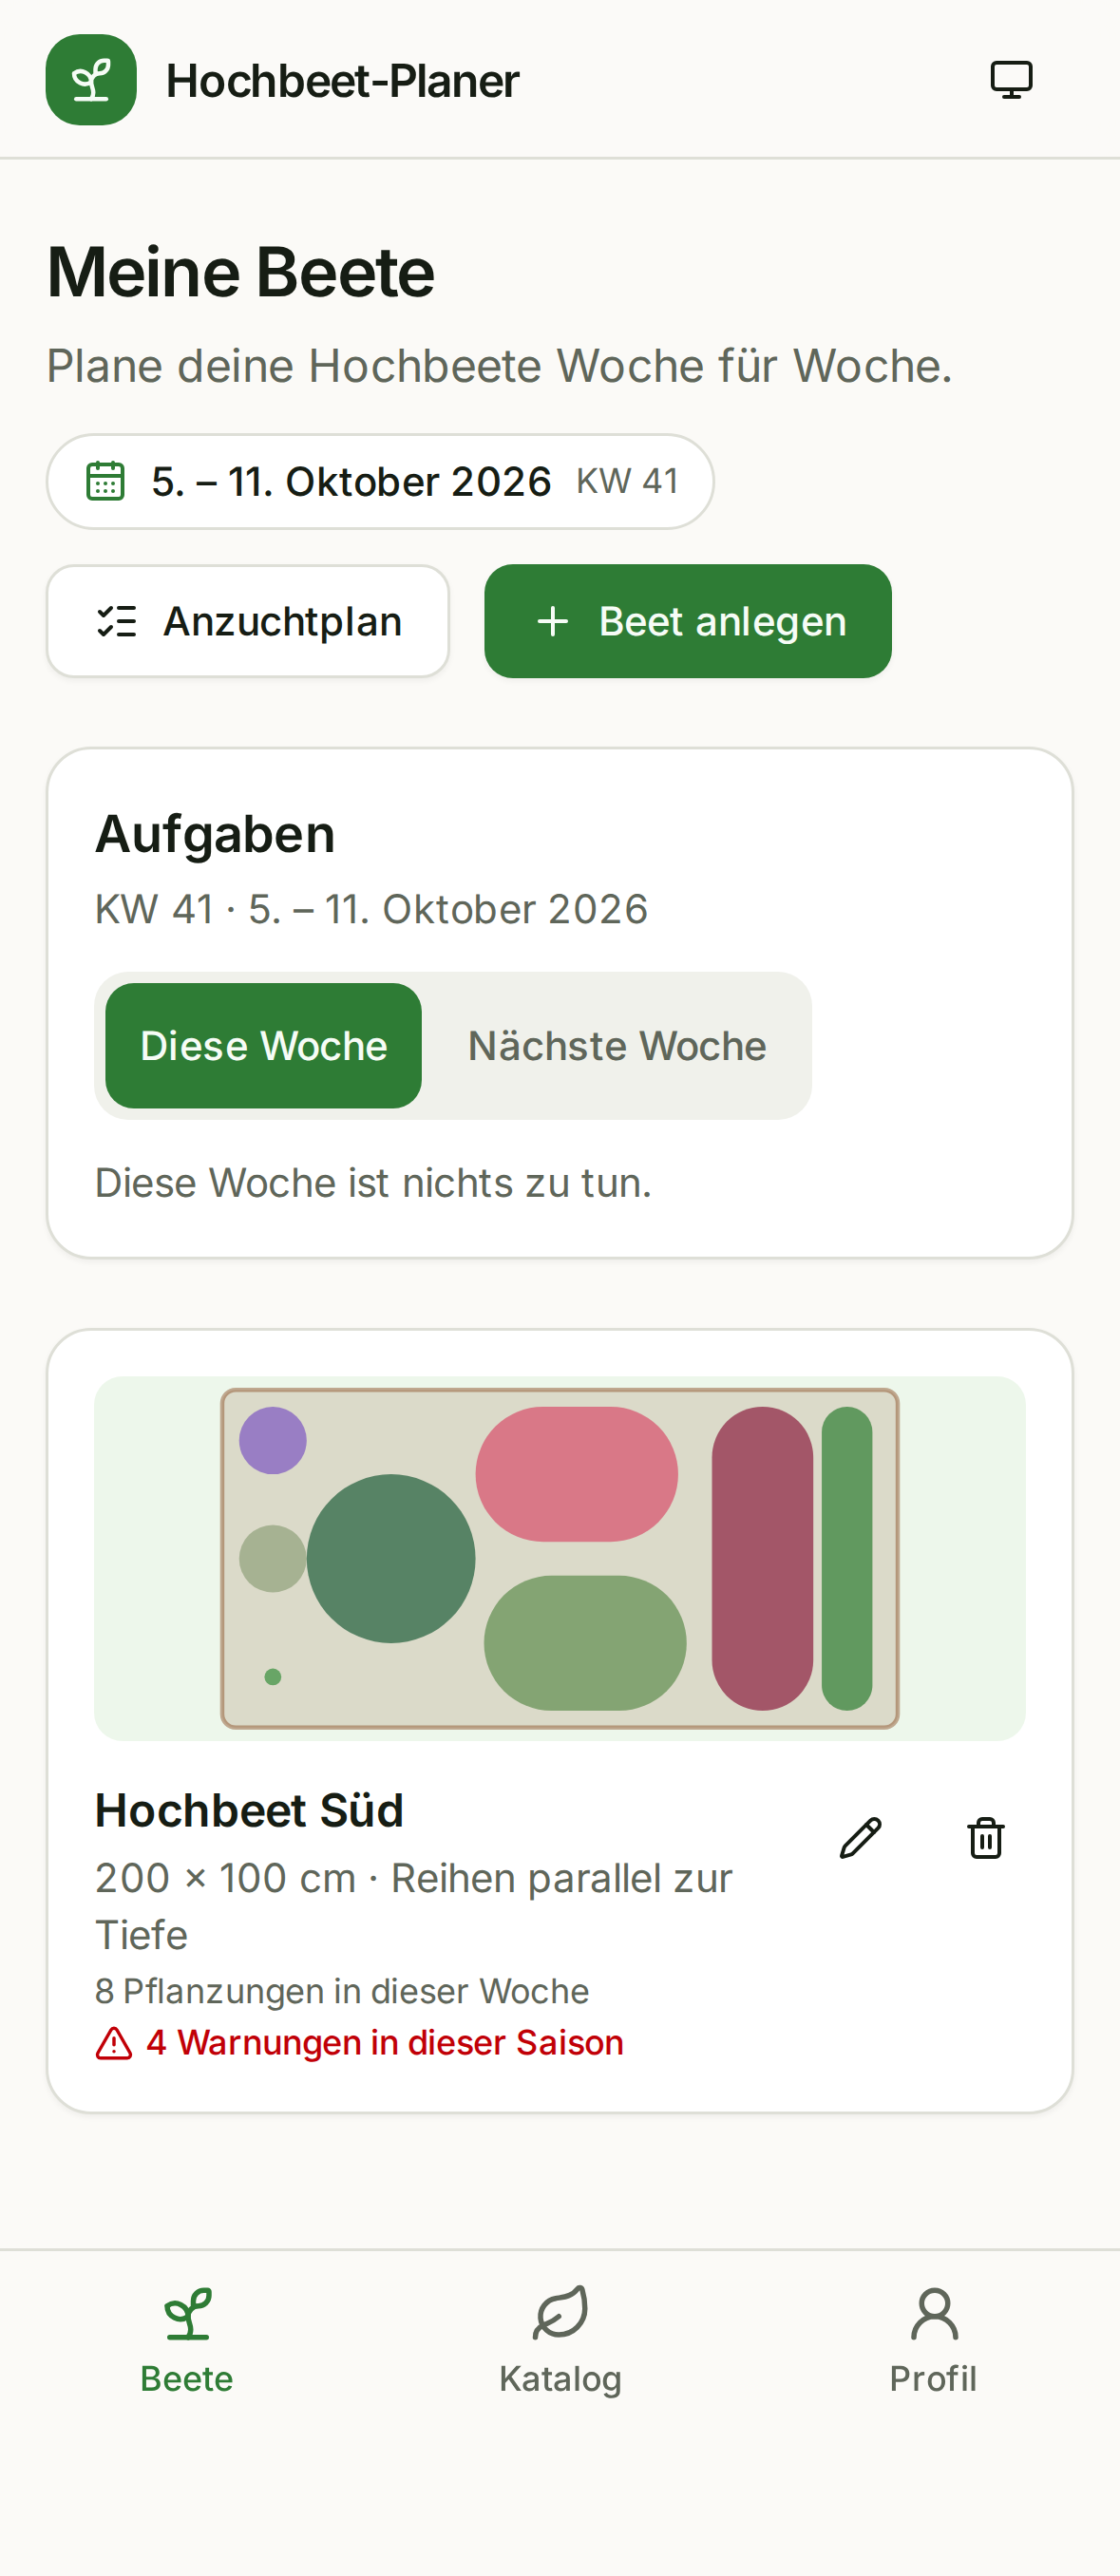 Hochbeet-Planer
Meine Beete
Plane deine Hochbeete Woche für Woche.
5. – 11. Oktober 2026 KW 41
Anzuchtplan
Beet anlegen
Aufgaben
KW 41 · 5. – 11. Oktober 2026
Diese Woche
Nächste Woche
Diese Woche ist nichts zu tun.
Hochbeet Süd
200 × 100 cm · Reihen parallel zur
Tiefe
8 Pflanzungen in dieser Woche
4 Warnungen in dieser Saison
Beete
Katalog
Profil